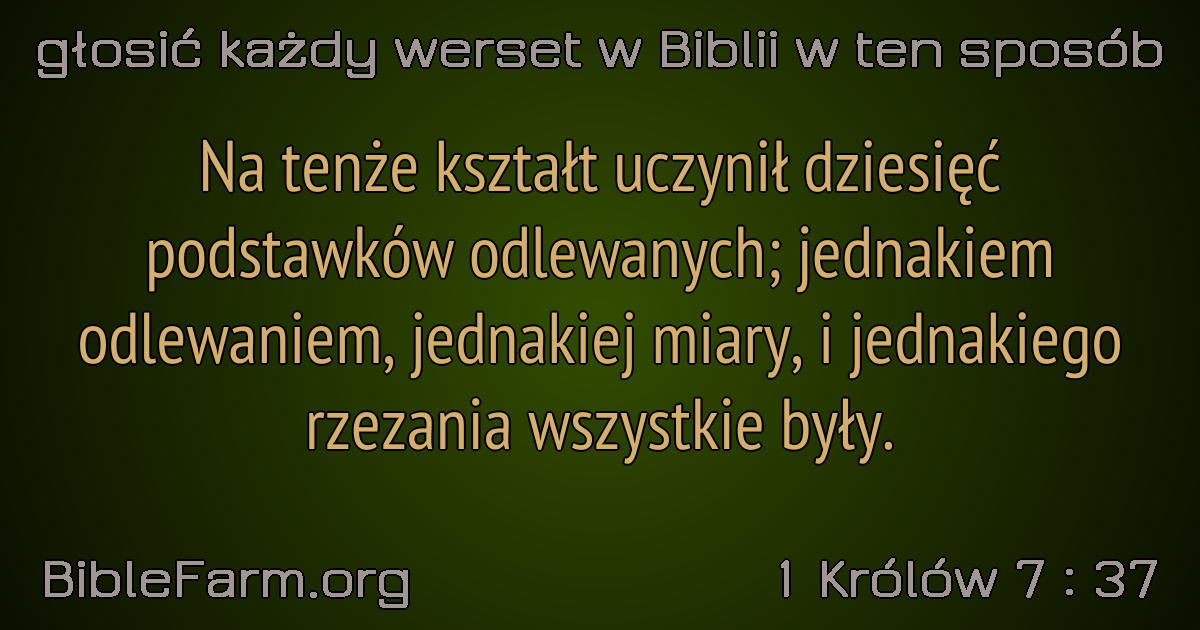 głosić każdy werset w Biblii w ten sposób
Na tenże kształt uczynił dziesięć
podstawków odlewanych; jednakiem
odlewaniem, jednakiej miary, i jednakiego
rzezania wszystkie były.
BibleFarm.org
1 Królów 7 : 37